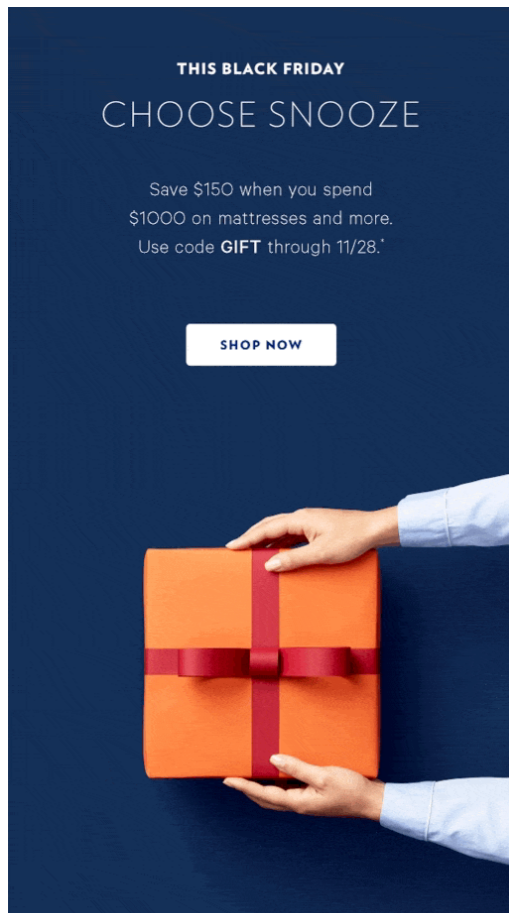 THIS BLACK FRIDAY
CHOOSE SNOOZE
Save $150 when you spend
$1000 on mattresses and more.
Use code GIFT through 11/28.*
SHOP NOW